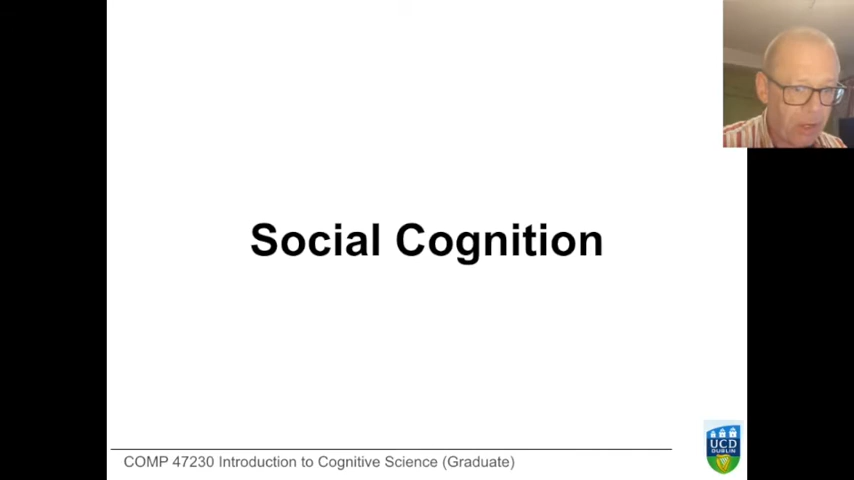 Social Cognition
COMP 47230 Introduction to Cognitive Science (Graduate)
UCD
DUBLIN